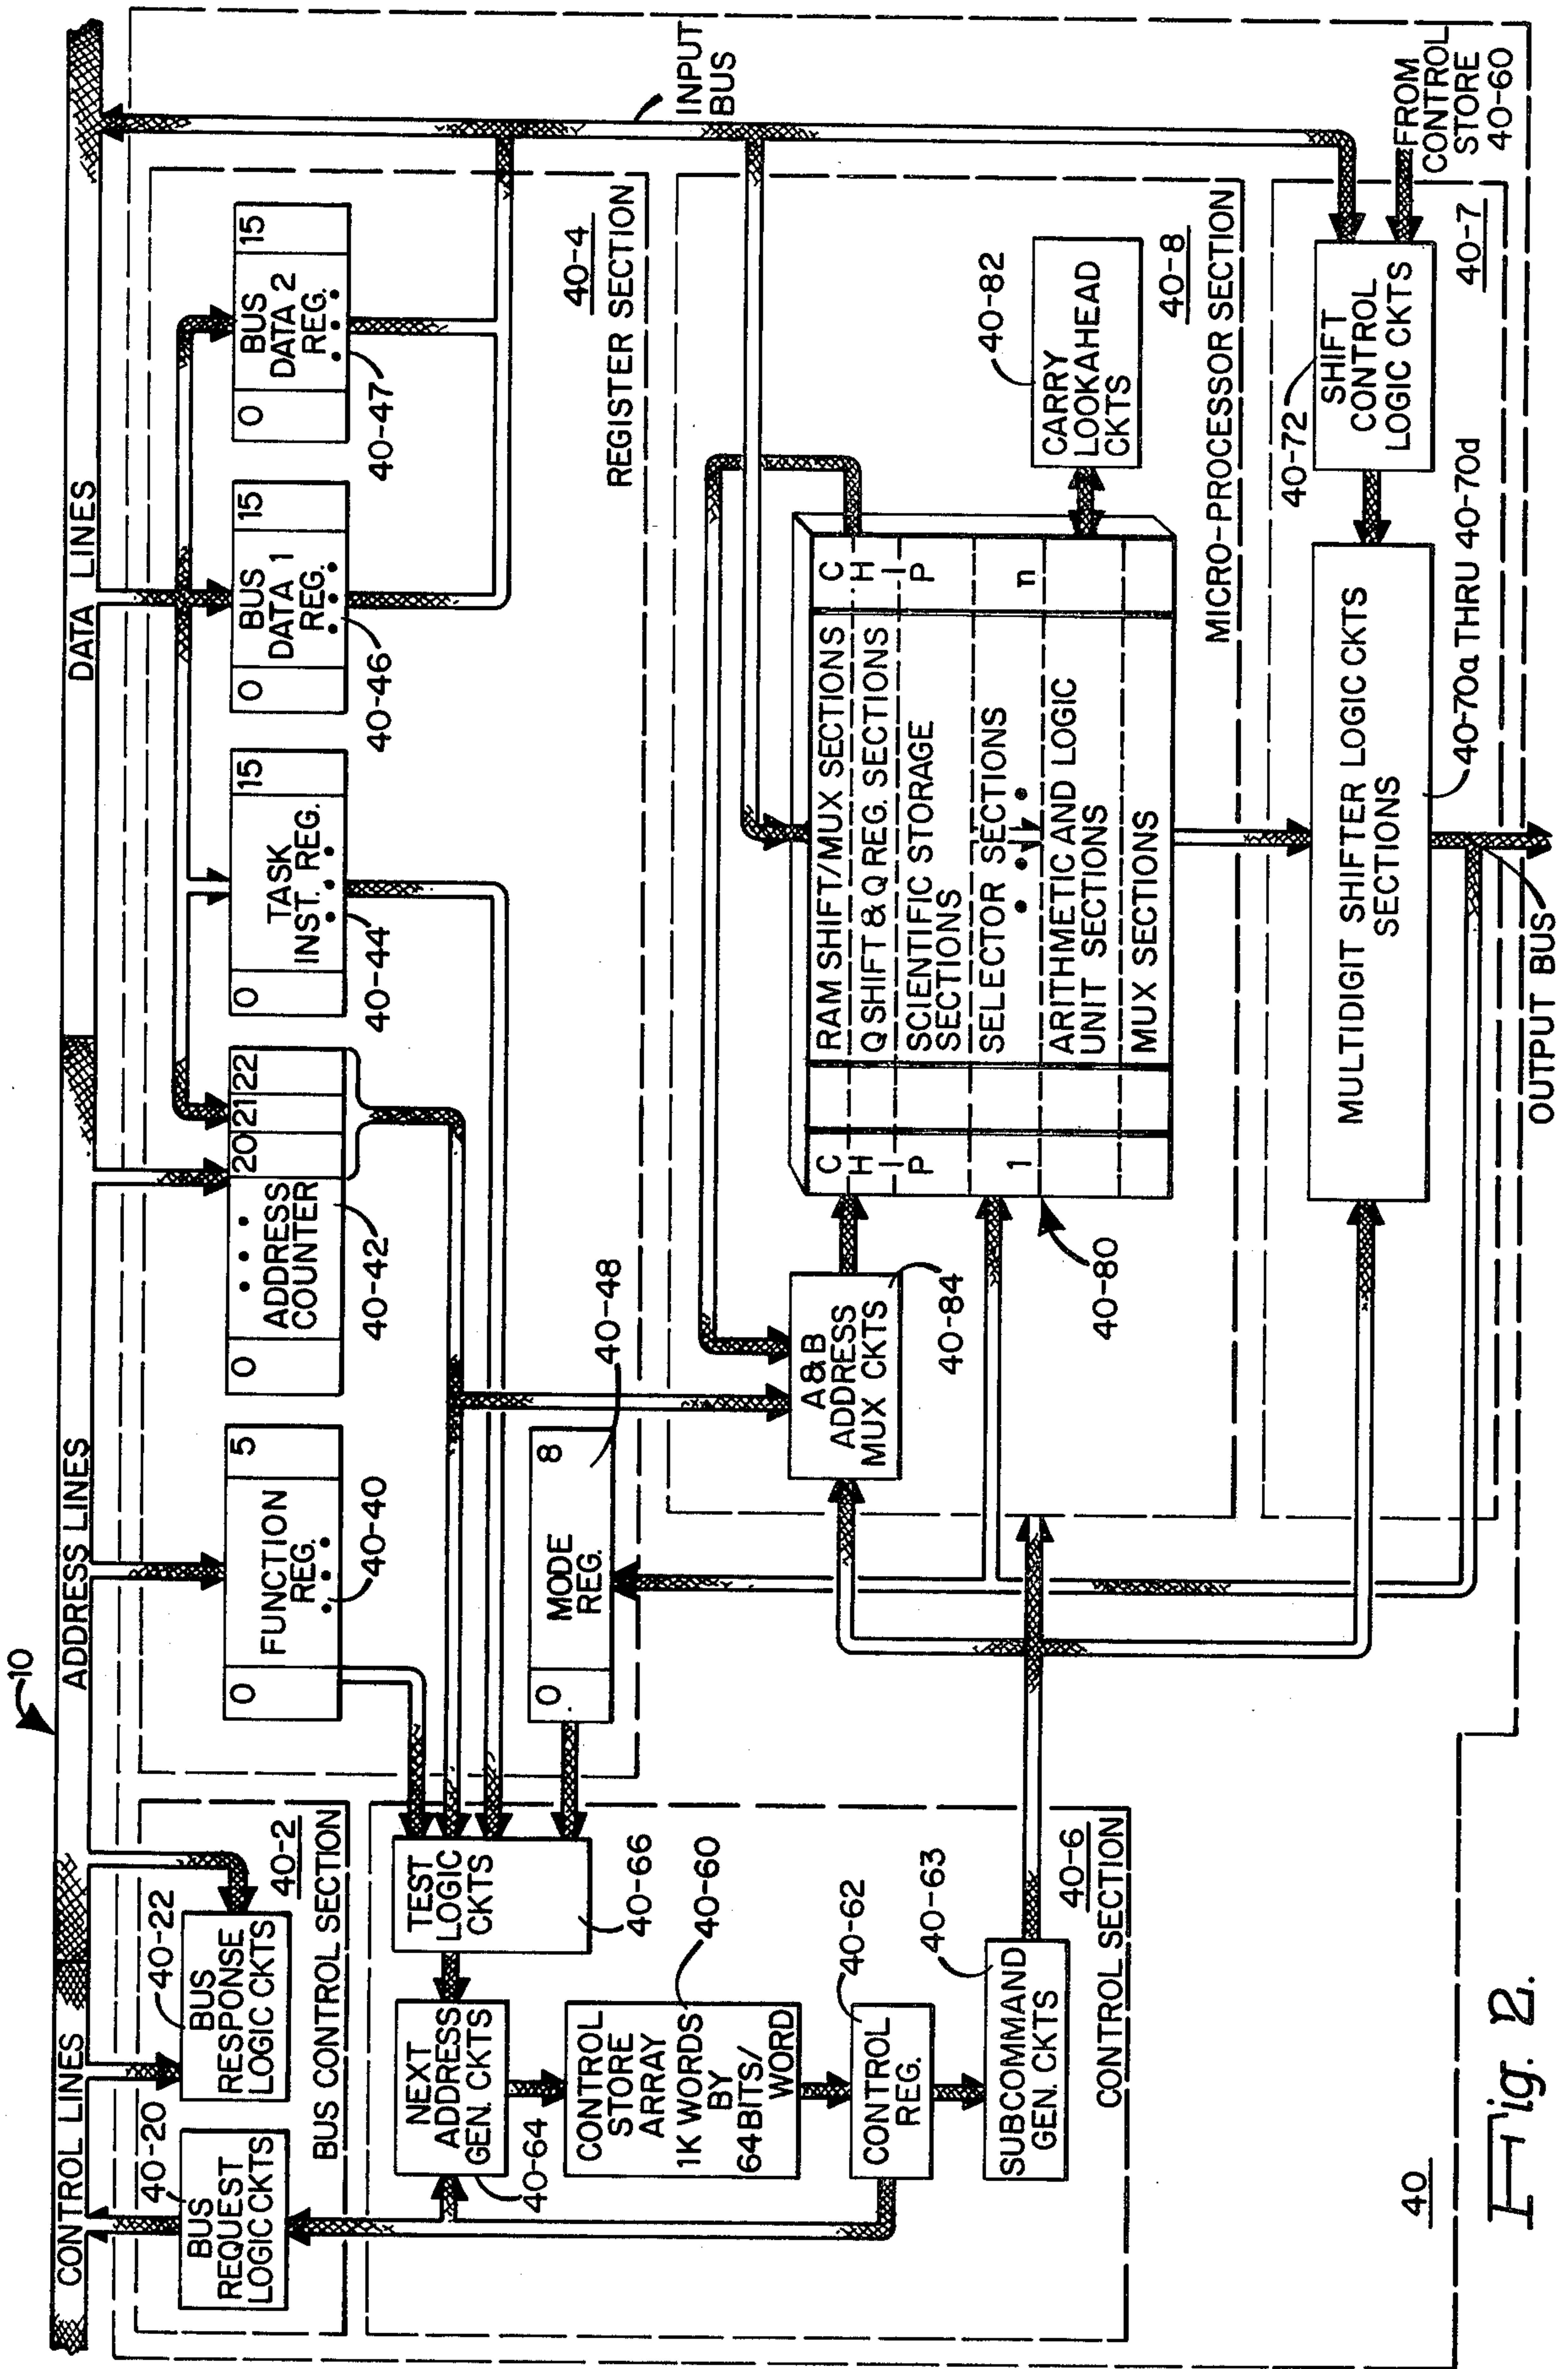 10
CONTROL LINES
ADDRESS LINES
DATA LINES
40-20
BUS
REQUEST
LOGIC CKTS
40-22
BUS
RESPONSE
LOGIC CKTS
40-2
BUS CONTROL SECTION
0
FUNCTION
REG.
5
40-40
0
ADDRESS
COUNTER
20
21
22
40-42
0
TASK
INST. REG.
15
40-44
0
BUS
DATA 1
REG.
15
40-46
0
BUS
DATA 2
REG.
15
40-47
INPUT
BUS
40-4
REGISTER SECTION
0
MODE
REG.
8
40-48
TEST
LOGIC
CKTS
40-66
NEXT
ADDRESS
GEN. CKTS
40-64
CONTROL
STORE
ARRAY
1K WORDS
BY
64 BITS/
WORD
40-60
CONTROL
REG.
40-62
SUBCOMMAND
GEN. CKTS
40-63
40-6
CONTROL SECTION
A&B
ADDRESS
MUX CKTS
40-84
CHIP
1
RAM SHIFT/MUX SECTIONS
Q SHIFT & Q REG. SECTIONS
SCIENTIFIC STORAGE
SECTIONS
SELECTOR SECTIONS
ARITHMETIC AND LOGIC
UNIT SECTIONS
MUX SECTIONS
CHIP
n
40-80
CARRY
LOOKAHEAD
CKTS
40-82
40-8
MICRO-PROCESSOR SECTION
MULTIDIGIT SHIFTER LOGIC CKTS
SECTIONS
40-70a THRU 40-70d
SHIFT
CONTROL
LOGIC CKTS
40-72
FROM
CONTROL
STORE
40-60
40-7
OUTPUT BUS
40
Fig. 2.